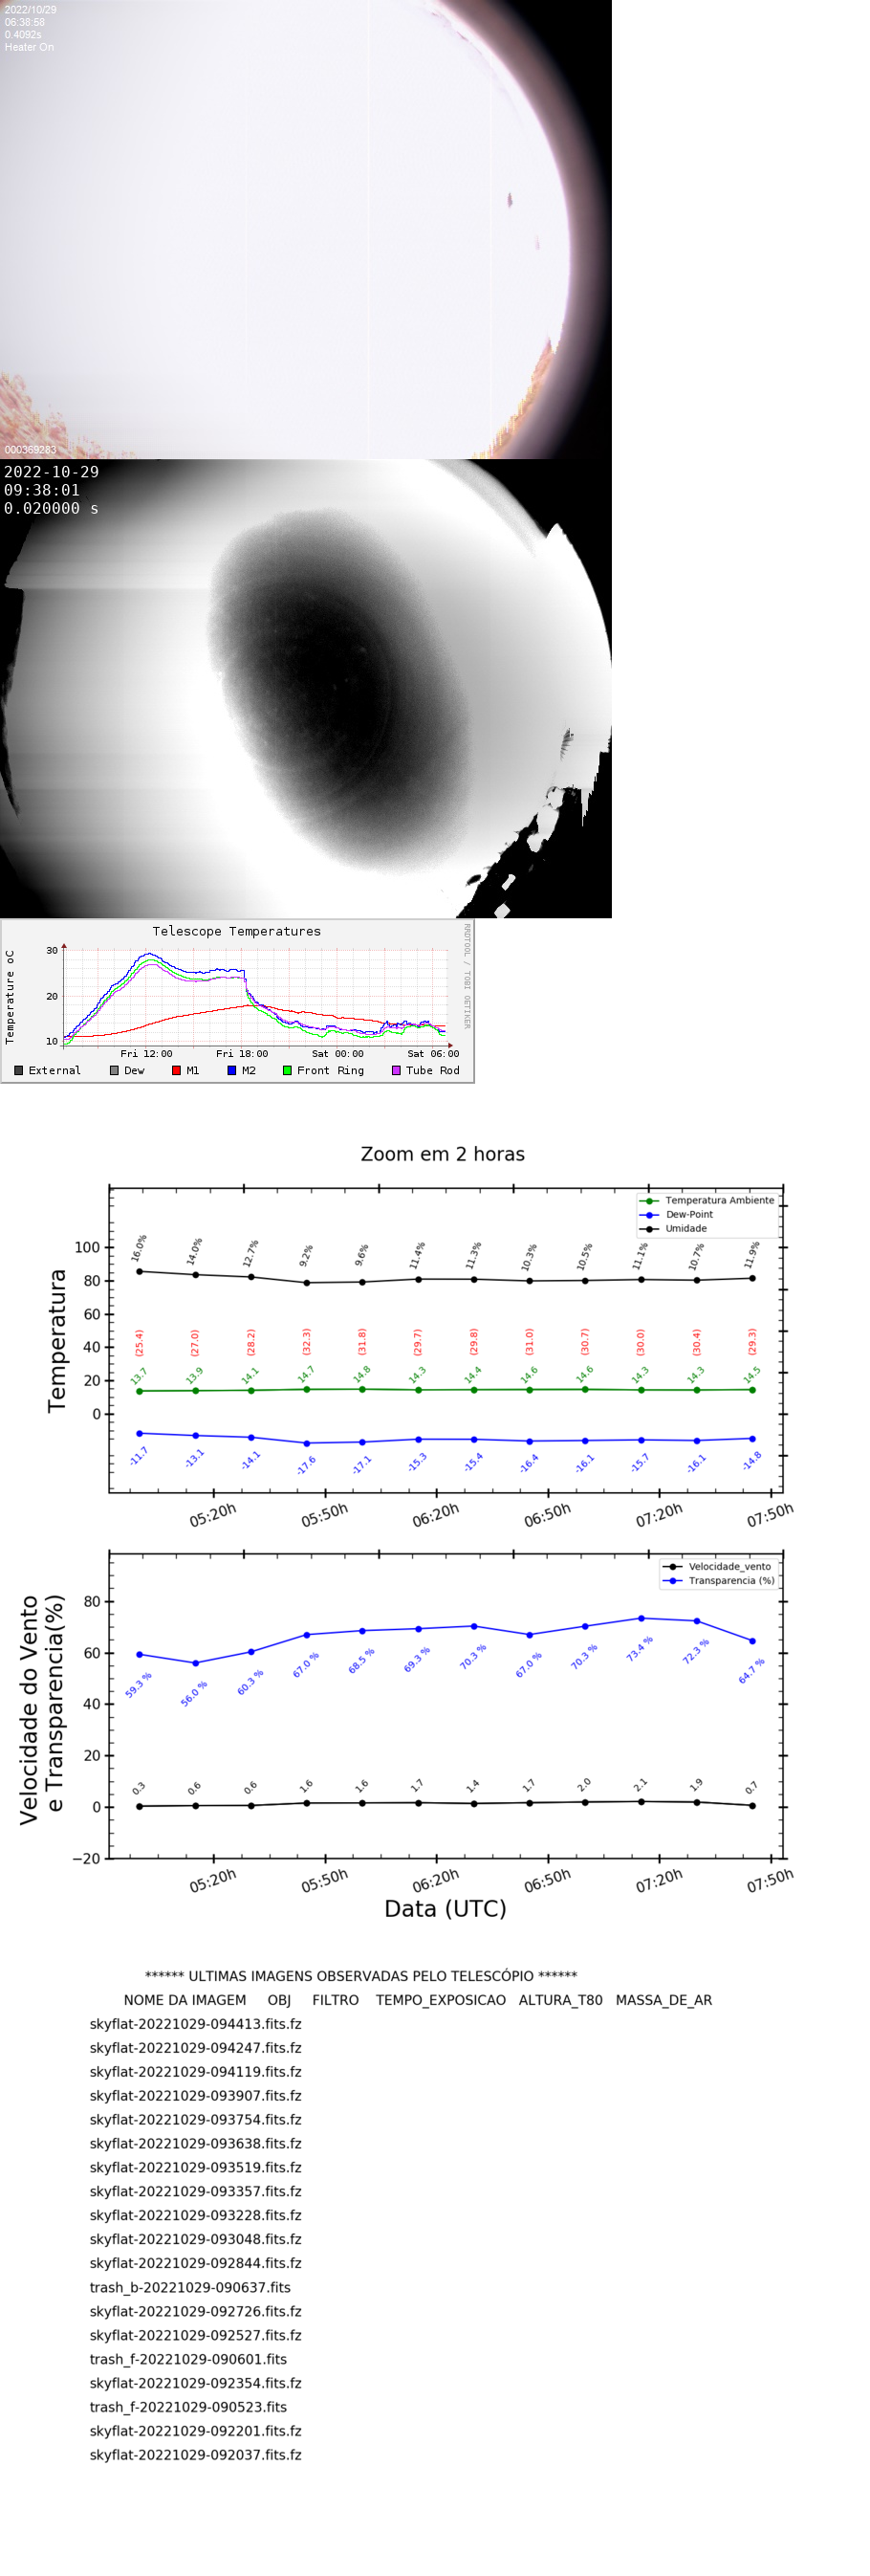 2022/10/29
06:38:58
0.4092s
Heater On
000369283
2022-10-29
09:38:01
0.020000 s
Telescope Temperatures
Temperature oC
RRDTOOL / TOBI OETIKER
30
20
10
Fri 12:00 Fri 18:00 Sat 00:00 Sat 06:00
External Dew M1 M2 Front Ring Tube Rod
Zoom em 2 horas
Temperatura
Temperatura Ambiente
Dew-Point
Umidade
100
80
60
40
20
0
16.0% 14.0% 12.7% 9.2% 9.6% 11.4% 11.3% 10.3% 10.5% 11.1% 10.7% 11.9%
(25.4) (27.0) (28.2) (32.3) (31.8) (29.7) (29.8) (31.0) (30.7) (30.0) (30.4) (29.3)
13.7 13.9 14.1 14.7 14.8 14.3 14.4 14.6 14.6 14.3 14.3 14.5
-11.7 -13.1 -14.1 -17.6 -17.1 -15.3 -15.4 -16.4 -16.1 -15.7 -16.1 -14.8
05:20h 05:50h 06:20h 06:50h 07:20h 07:50h
Velocidade do Vento
e Transparencia(%)
Velocidade_vento
Transparencia (%)
80
60
40
20
0
−20
59.3 % 56.0 % 60.3 % 67.0 % 68.5 % 69.3 % 70.3 % 67.0 % 70.3 % 73.4 % 72.3 % 64.7 %
0.3 0.6 0.6 1.6 1.6 1.7 1.4 1.7 2.0 2.1 1.9 0.7
05:20h 05:50h 06:20h 06:50h 07:20h 07:50h
Data (UTC)
****** ULTIMAS IMAGENS OBSERVADAS PELO TELESCÓPIO ******
NOME DA IMAGEM OBJ FILTRO TEMPO_EXPOSICAO ALTURA_T80 MASSA_DE_AR
skyflat-20221029-094413.fits.fz
skyflat-20221029-094247.fits.fz
skyflat-20221029-094119.fits.fz
skyflat-20221029-093907.fits.fz
skyflat-20221029-093754.fits.fz
skyflat-20221029-093638.fits.fz
skyflat-20221029-093519.fits.fz
skyflat-20221029-093357.fits.fz
skyflat-20221029-093228.fits.fz
skyflat-20221029-093048.fits.fz
skyflat-20221029-092844.fits.fz
trash_b-20221029-090637.fits
skyflat-20221029-092726.fits.fz
skyflat-20221029-092527.fits.fz
trash_f-20221029-090601.fits
skyflat-20221029-092354.fits.fz
trash_f-20221029-090523.fits
skyflat-20221029-092201.fits.fz
skyflat-20221029-092037.fits.fz